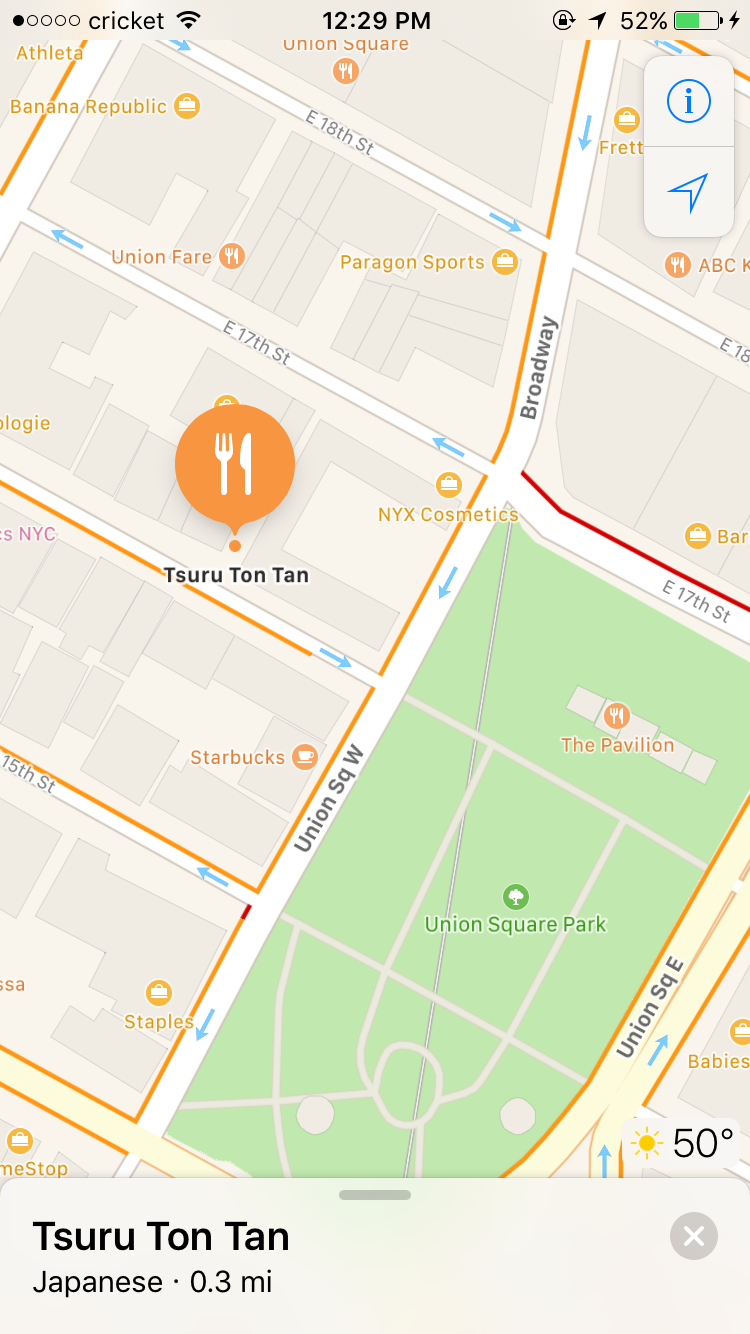 cricket
12:29 PM
52%
Union Square
Athleta
Banana Republic
E 18th St
Frett
Union Fare
Paragon Sports
ABC K
E 17th St
Broadway
E 18
ologie
NYX Cosmetics
cs NYC
Bar
Tsuru Ton Tan
E 17th St
The Pavilion
Starbucks
15th St
Union Sq W
Union Square Park
ssa
Staples
Union Sq E
Babies
meStop
50°
Tsuru Ton Tan
Japanese · 0.3 mi